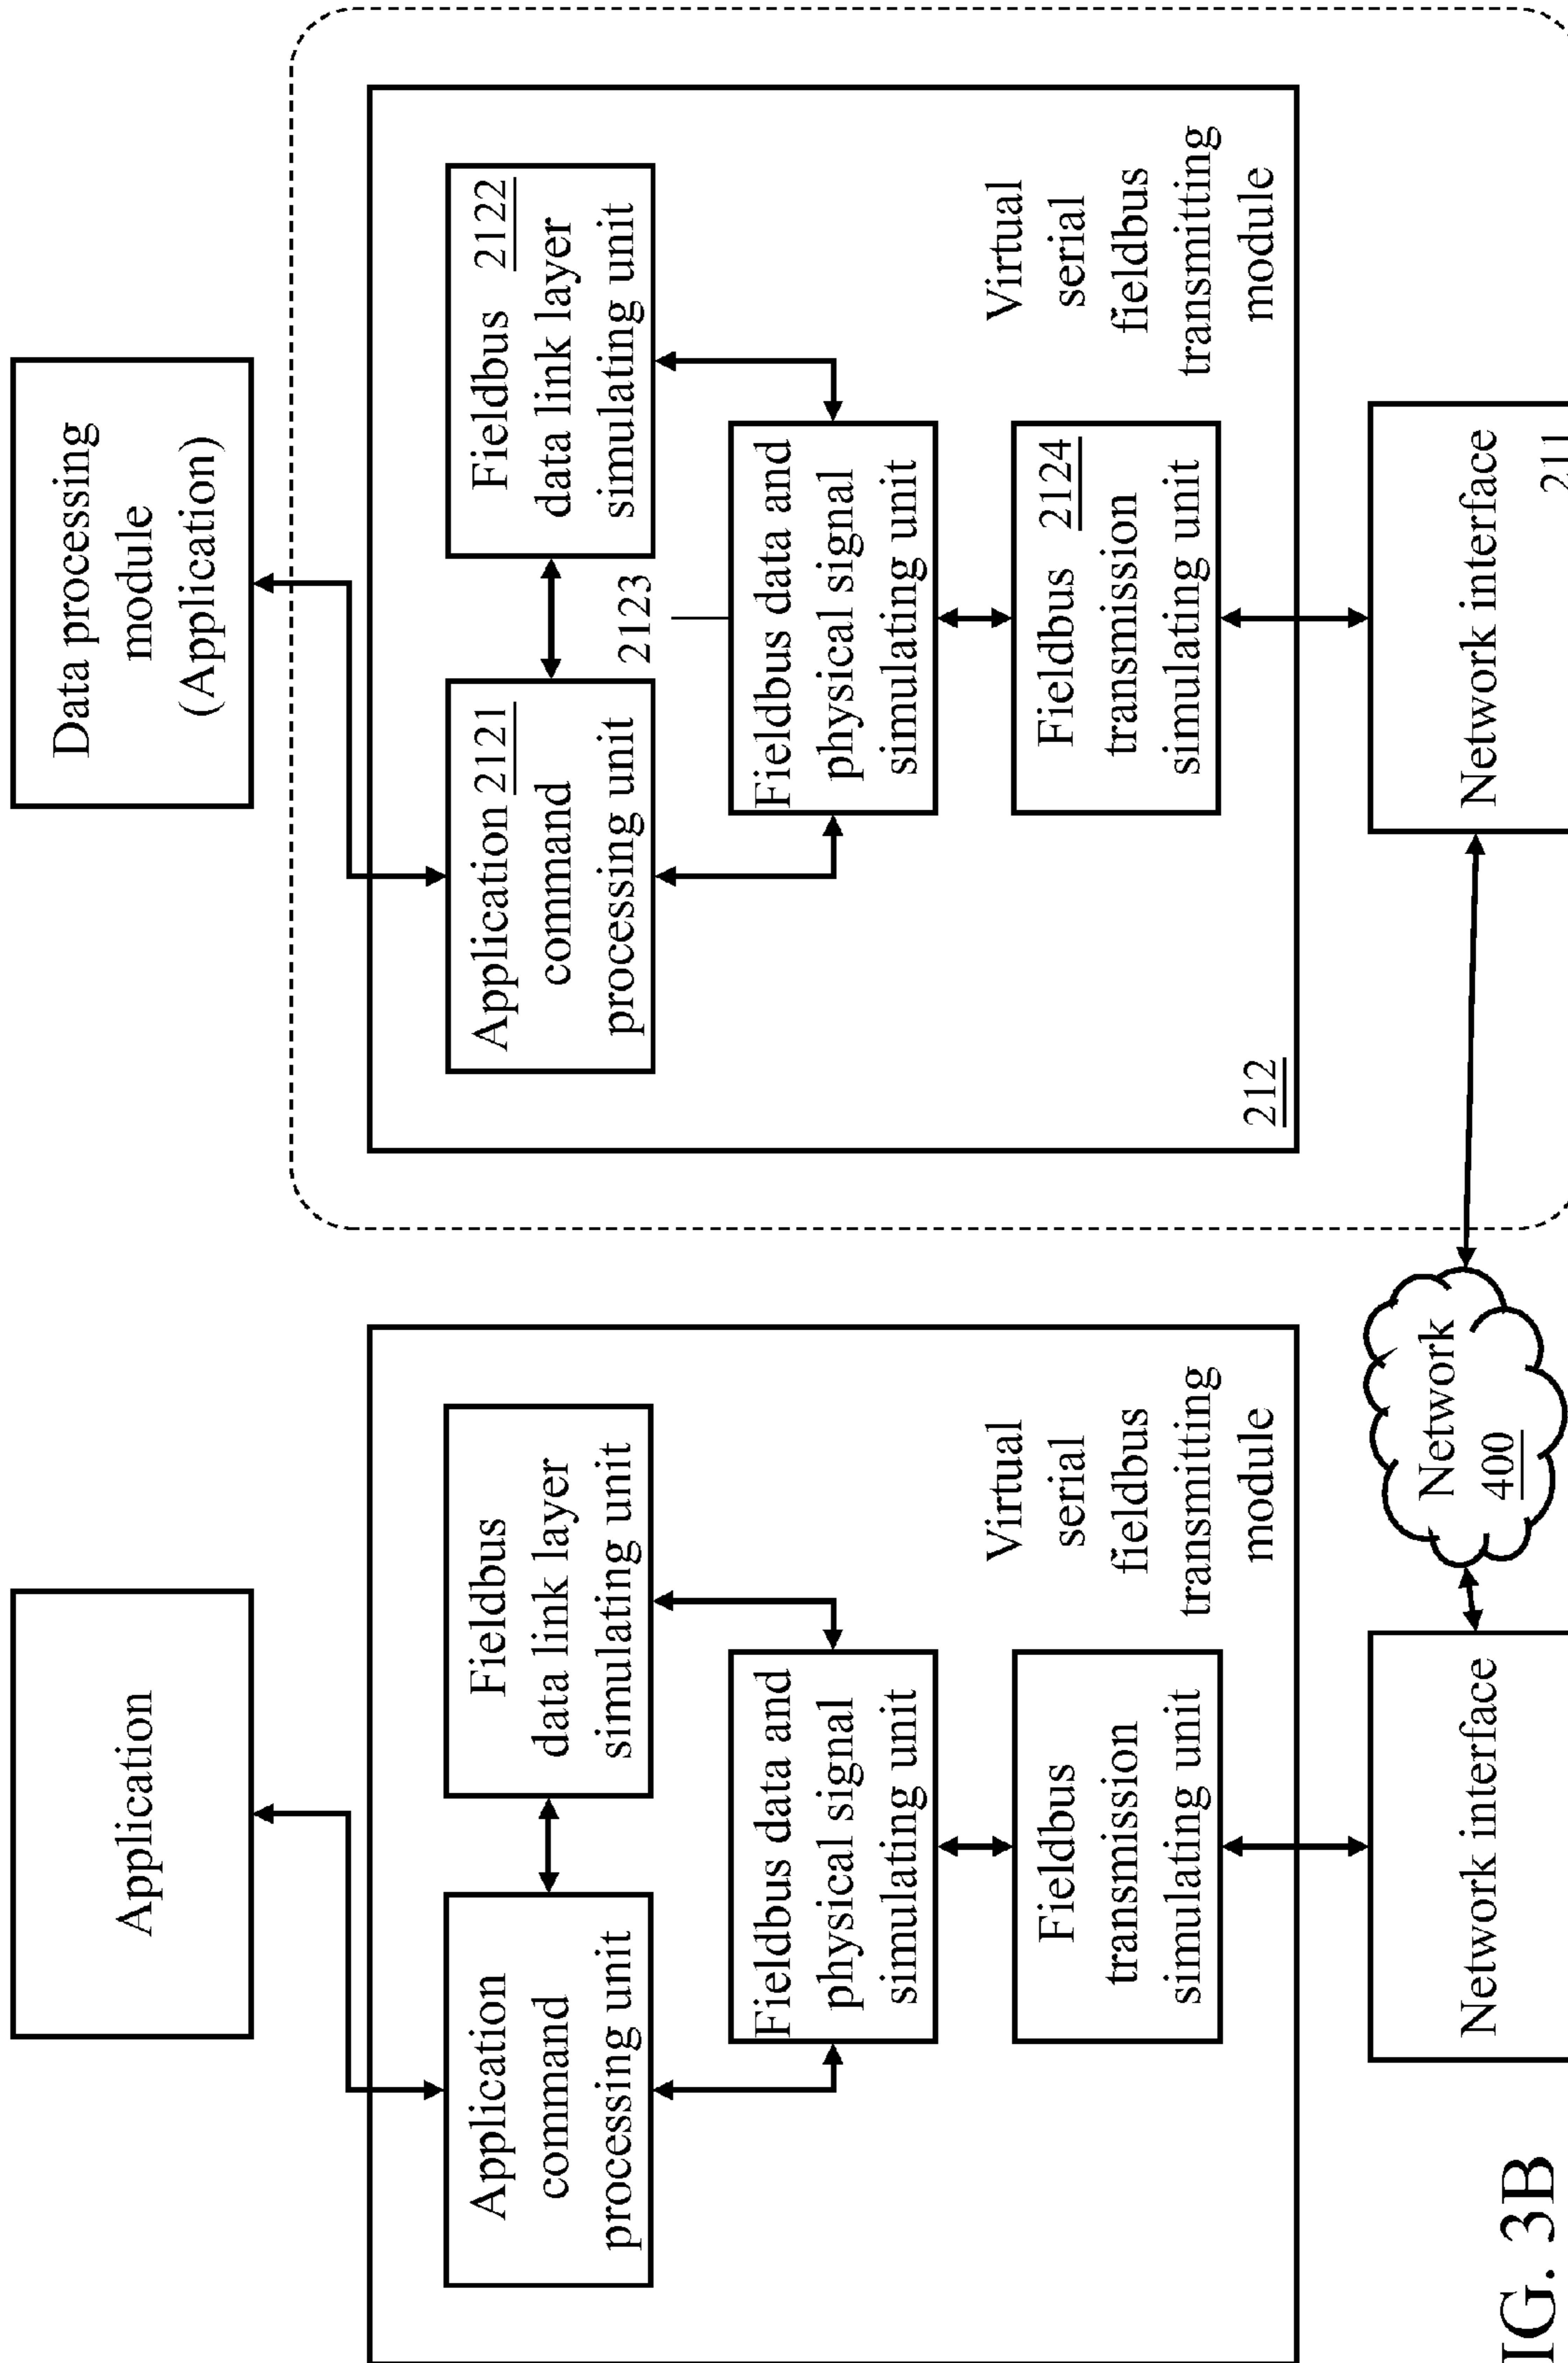 Application
Application
command
processing unit
Fieldbus
data link layer
simulating unit
Fieldbus data and
physical signal
simulating unit
Fieldbus
transmission
simulating unit
Virtual
serial
fieldbus
transmitting
module
Network interface
Network
400
Data processing
module
(Application)
Application 2121
command
processing unit
Fieldbus 2122
data link layer
simulating unit
2123
Fieldbus data and
physical signal
simulating unit
Fieldbus 2124
transmission
simulating unit
Virtual
serial
fieldbus
transmitting
module
212
Network interface
211
IG. 3B